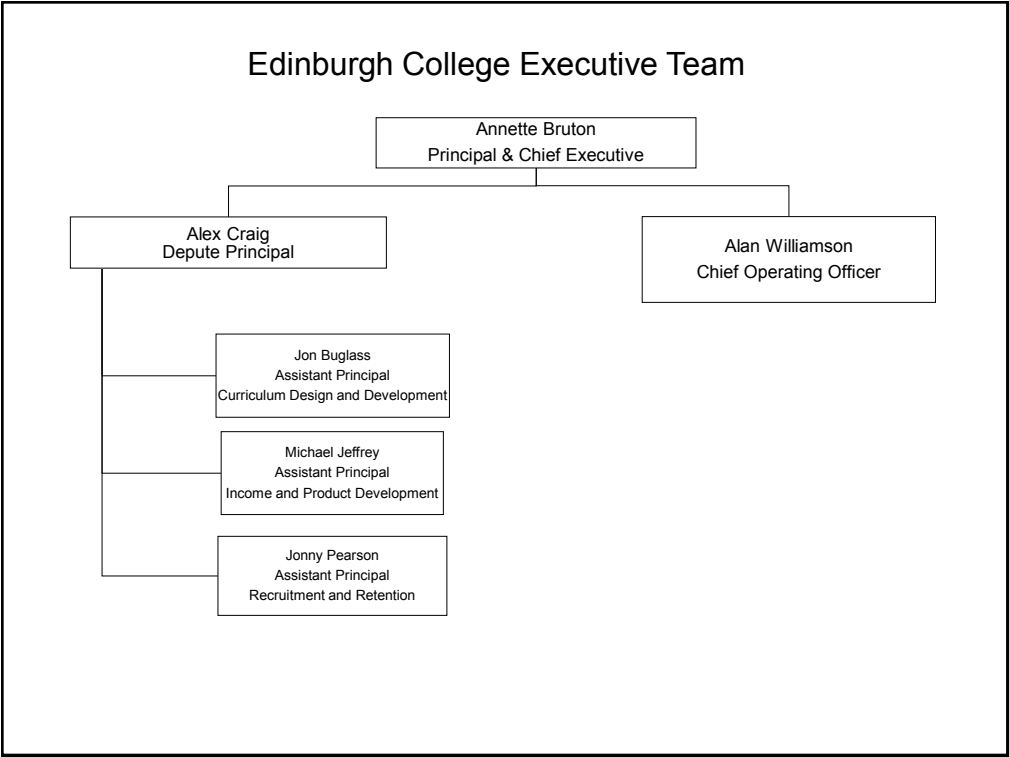 Edinburgh College Executive Team
Annette Bruton
Principal & Chief Executive
Alex Craig
Depute Principal
Alan Williamson
Chief Operating Officer
Jon Buglass
Assistant Principal
Curriculum Design and Development
Michael Jeffrey
Assistant Principal
Income and Product Development
Jonny Pearson
Assistant Principal
Recruitment and Retention